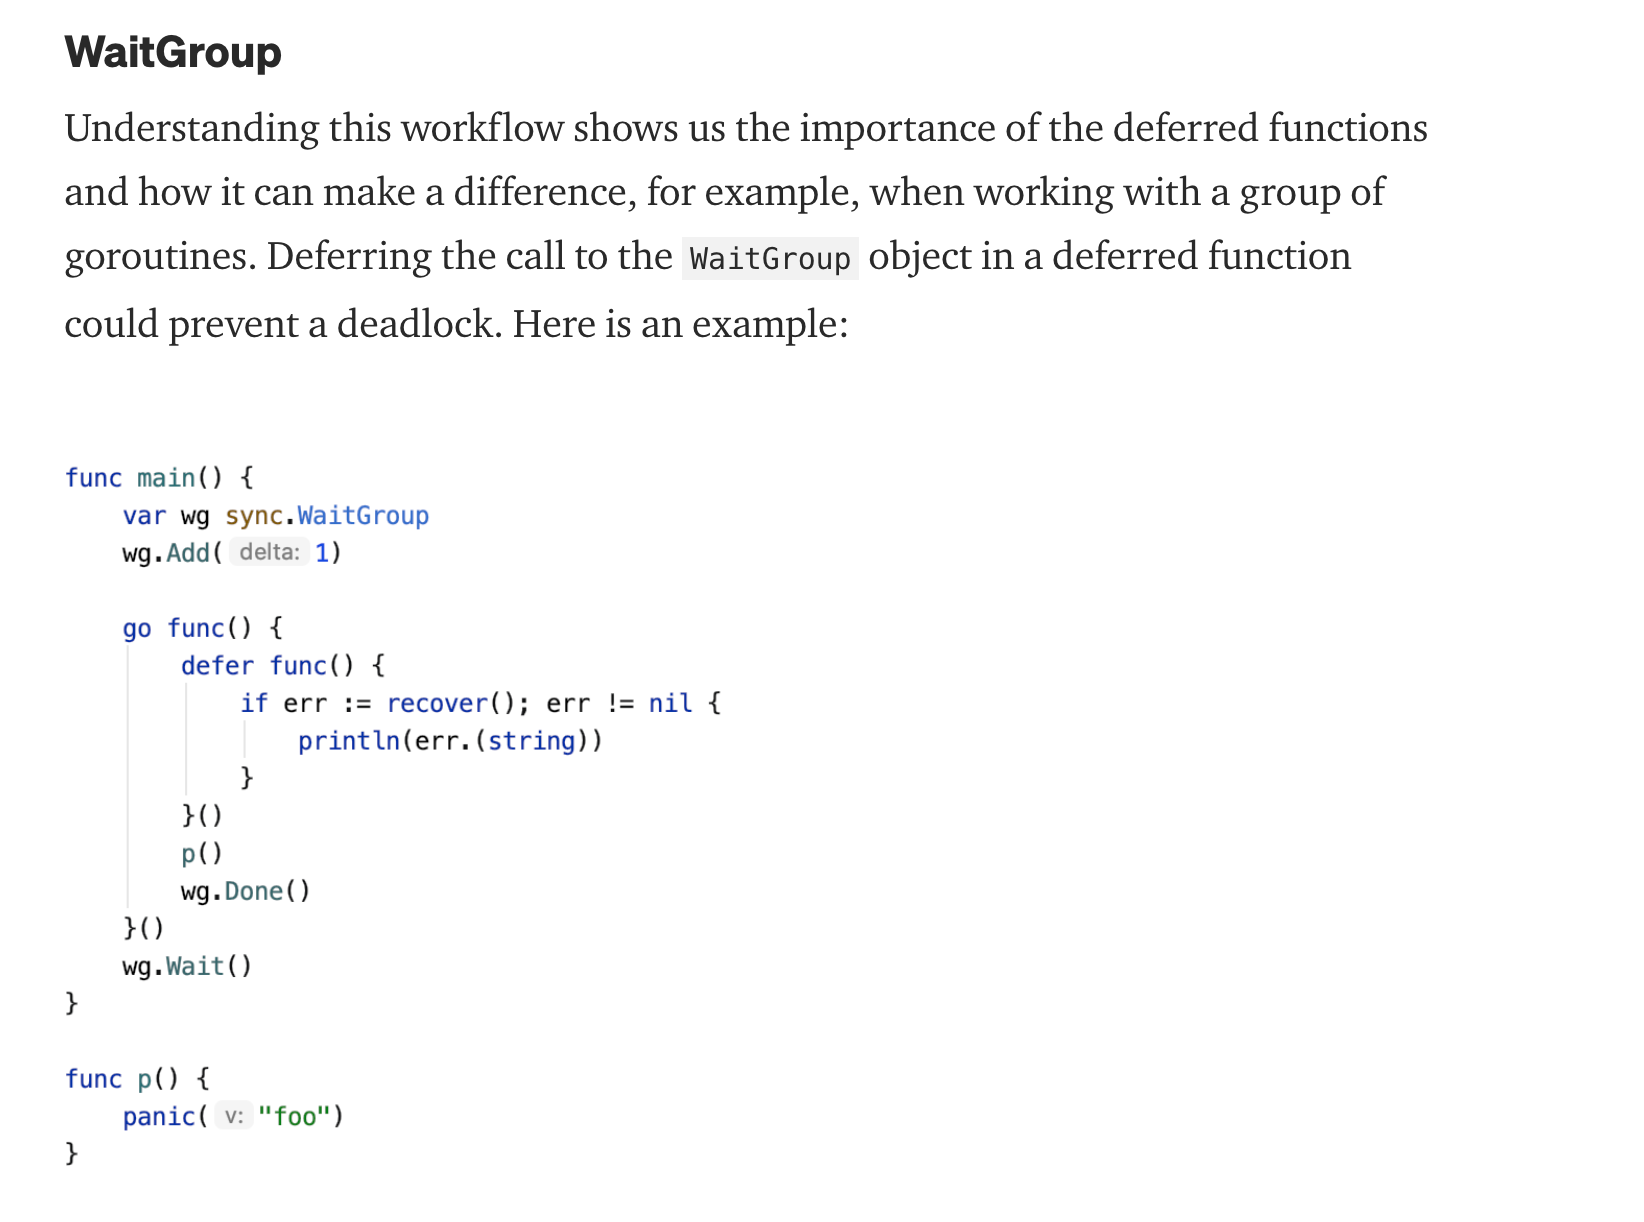 WaitGroup
Understanding this workflow shows us the importance of the deferred functions
and how it can make a difference, for example, when working with a group of
goroutines. Deferring the call to the WaitGroup object in a deferred function
could prevent a deadlock. Here is an example:
func main() {
    var wg sync.WaitGroup
    wg.Add( delta: 1)
    go func() {
        defer func() {
            if err := recover(); err != nil {
                println(err.(string))
            }
        }()
        p()
        wg.Done()
    }()
    wg.Wait()
}
func p() {
    panic( v: "foo")
}